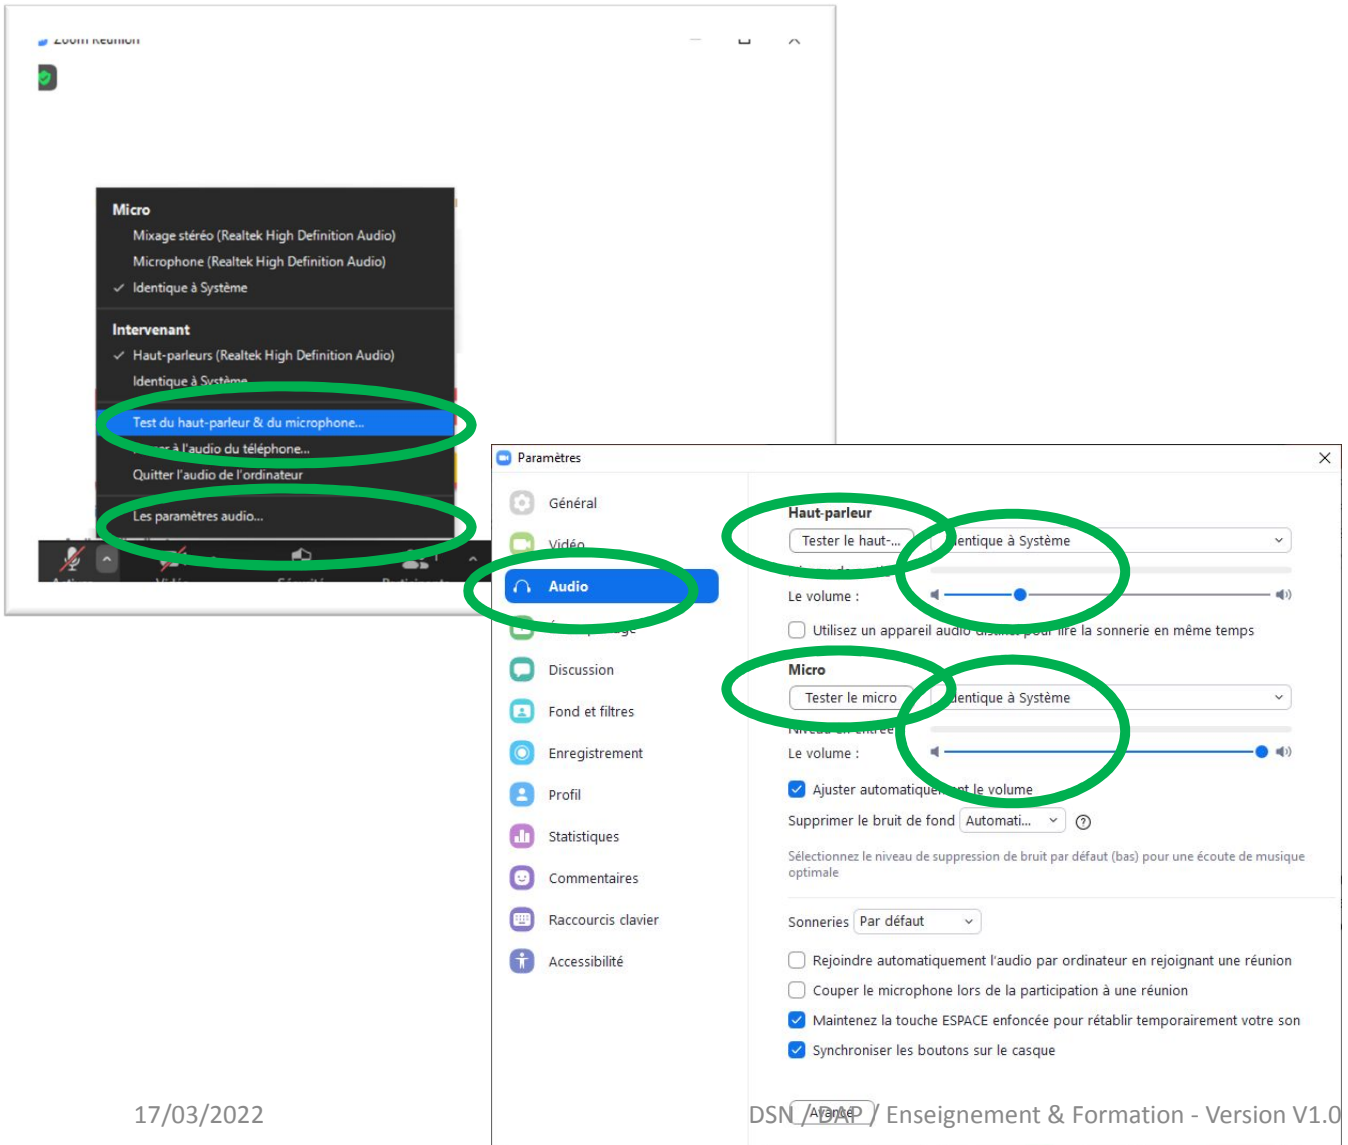 Zoom Réunion
Micro
Mixage stéréo (Realtek High Definition Audio)
Microphone (Realtek High Definition Audio)
Identique à Système
Intervenant
Haut-parleurs (Realtek High Definition Audio)
Identique à Système
Test du haut-parleur & du microphone...
à l'audio du téléphone...
Quitter l'audio de l'ordinateur
Les paramètres audio...
Paramètres
Général
Vidéo
Audio
Discussion
Fond et filtres
Enregistrement
Profil
Statistiques
Commentaires
Raccourcis clavier
Accessibilité
Haut-parleur
Tester le haut-...
Identique à Système
Le volume :
Utilisez un appareil audio distinct pour lire la sonnerie en même temps
Micro
Tester le micro
Identique à Système
Niveau en entrée
Le volume :
Ajuster automatiquement le volume
Supprimer le bruit de fond Automati...
Sélectionnez le niveau de suppression de bruit par défaut (bas) pour une écoute de musique
optimale
Sonneries Par défaut
Rejoindre automatiquement l'audio par ordinateur en rejoignant une réunion
Couper le microphone lors de la participation à une réunion
Maintenez la touche ESPACE enfoncée pour rétablir temporairement votre son
Synchroniser les boutons sur le casque
Avancé
17/03/2022
DSN / DAP / Enseignement & Formation - Version V1.0